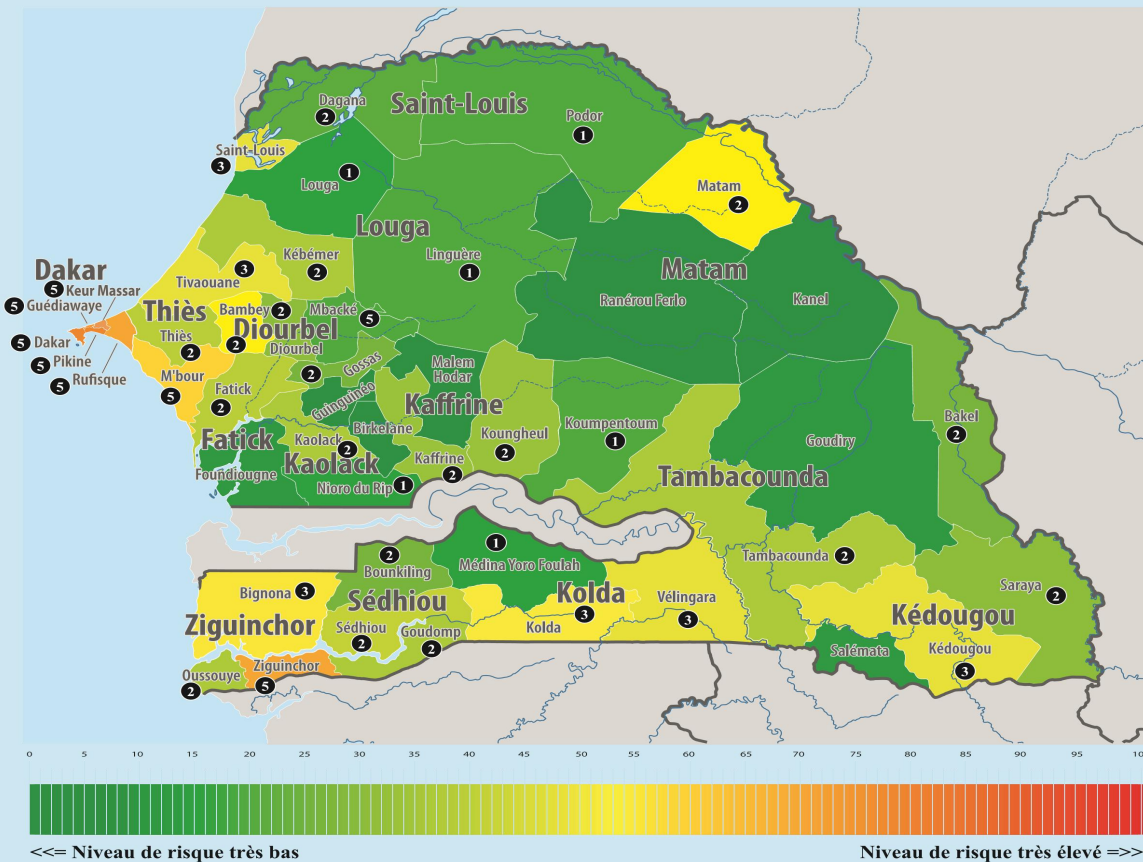 Saint-Louis
Dagana
2
Podor
1
Saint-Louis
3
Louga
1
Matam
2
Louga
Linguère
1
Kébémer
2
Tivaouane
3
Matam
Ranérou Ferlo
Kanel
Dakar
5 Keur Massar
5 Guédiawaye
5 Dakar
5 Pikine
5 Rufisque
Thiès
Thiès
2
Bambey
2
Diourbel
2
Diourbel
Mbacké
5
M'bour
5
Gossas
2
Fatick
2
Guinguinéo
Malem
Hodar
Kaffrine
Birkelane
Koungheul
2
Koumpentoum
1
Bakel
2
Goudiry
Fatick
Foundiougne
Kaolack
2
Kaolack
Kaffrine
2
Nioro du Rip 1
Tambacounda
Tambacounda 2
Bounkiling
2
Médina Yoro Foulah
1
Bignona 3
Ziguinchor
Sédhiou
Sédhiou
2
Goudomp
2
Kolda
3
Kolda
Vélingara
3
Saraya
2
Kédougou
Kédougou
3
Salémata
Oussouye
2
Ziguinchor
5
0 5 10 15 20 25 30 35 40 45 50 55 60 65 70 75 80 85 90 95 10
<<= Niveau de risque très bas
Niveau de risque très élevé =>>